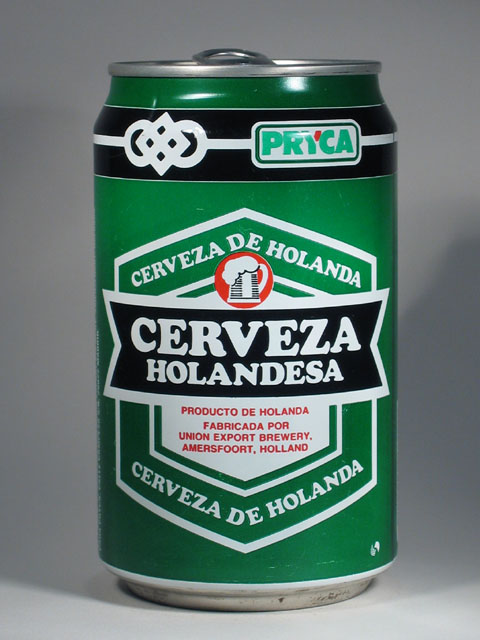 PRYCA
CERVEZA DE HOLANDA
CERVEZA
HOLANDESA
PRODUCTO DE HOLANDA
FABRICADA POR
UNION EXPORT BREWERY,
AMERSFOORT, HOLLAND
CERVEZA DE HOLANDA